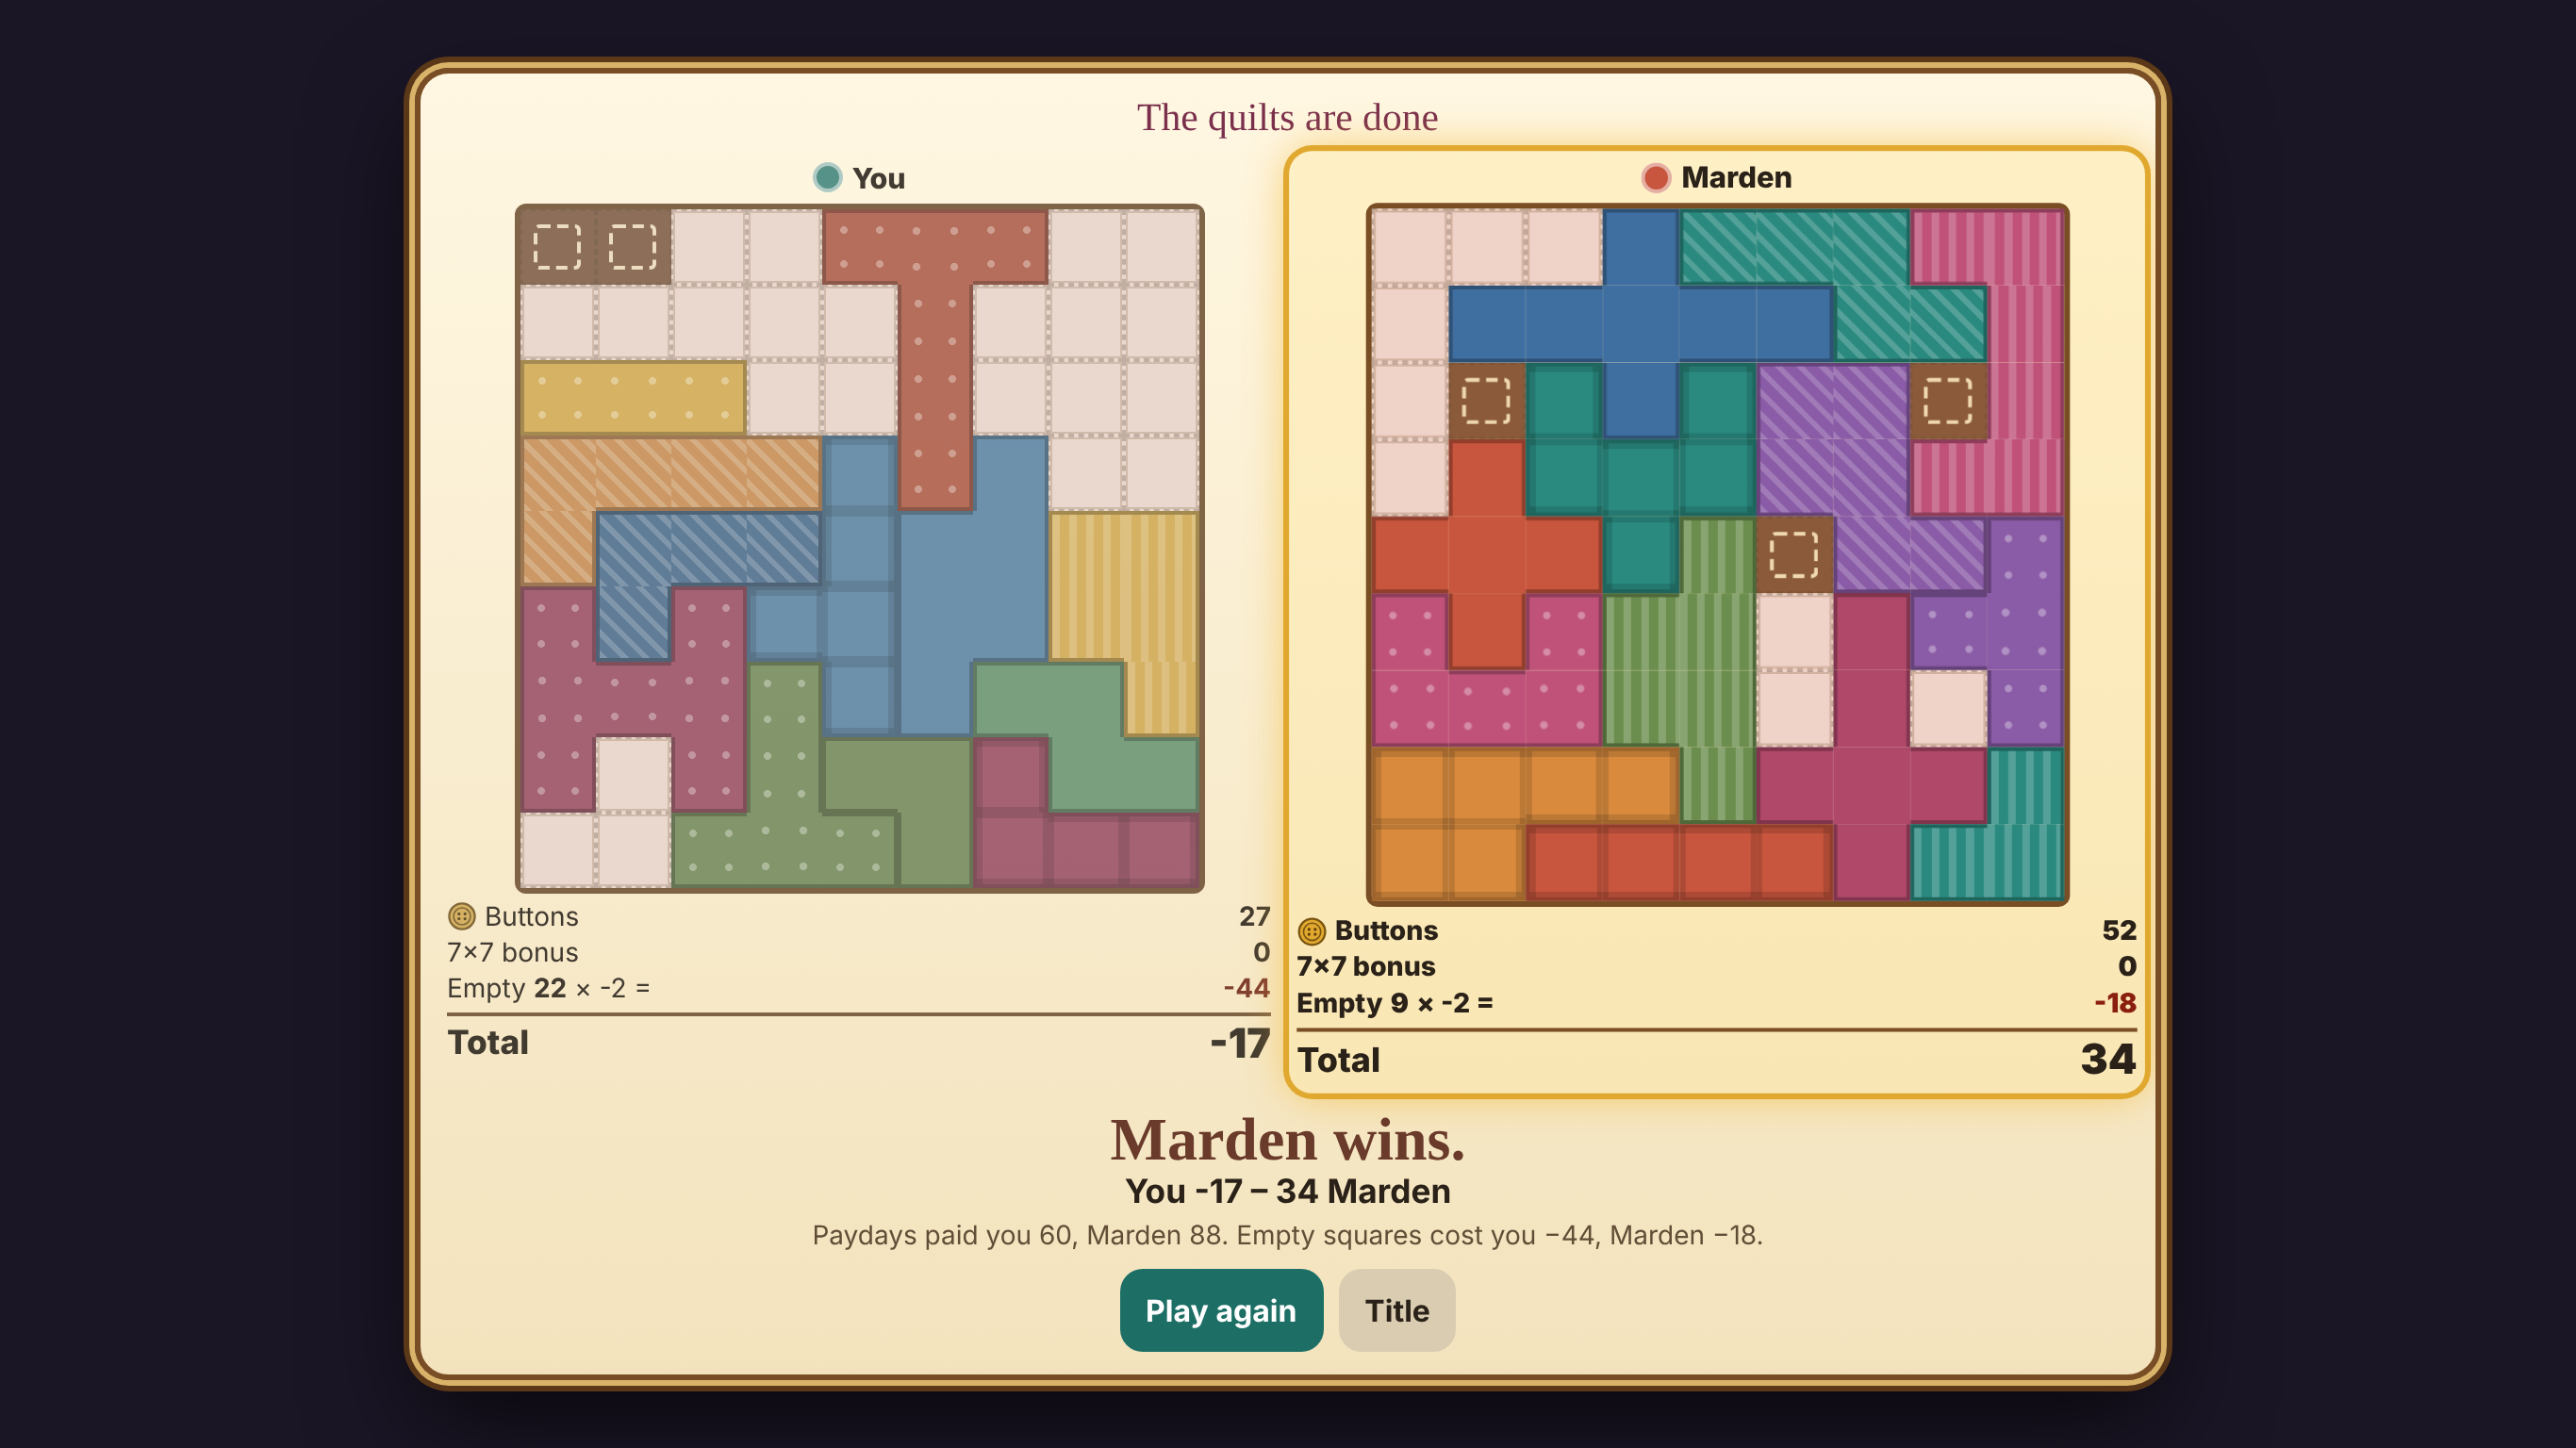 The quilts are done
You
Buttons 27
7×7 bonus 0
Empty 22 × -2 = -44
Total -17
Marden
Buttons 52
7×7 bonus 0
Empty 9 × -2 = -18
Total 34
Marden wins.
You -17 – 34 Marden
Paydays paid you 60, Marden 88. Empty squares cost you −44, Marden −18.
Play again
Title